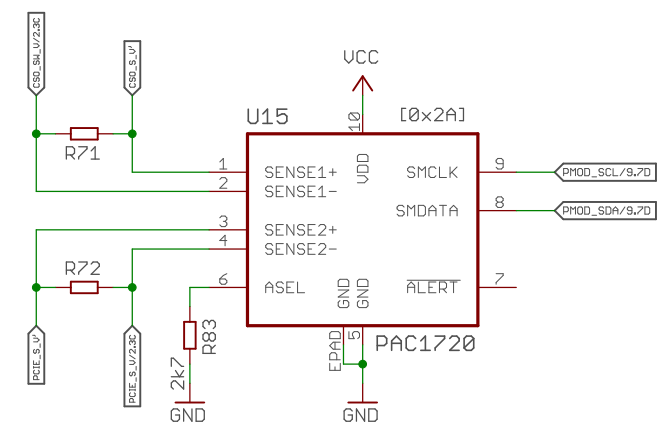 CSO_SW_V/2.3C
CSO_S_V'
VCC
U15
10
[0x2A]
R71
1
SENSE1+
VDD
SMCLK
9
PMOD_SCL/9.7D
2
SENSE1-
3
SENSE2+
SMDATA
8
PMOD_SDA/9.7D
4
SENSE2-
R72
6
ASEL
GND
GND
ALERT
7
R83
2k7
EPAD
5
PAC1720
PCIE_S_V'
PCIE_S_V/2.3C
GND
GND